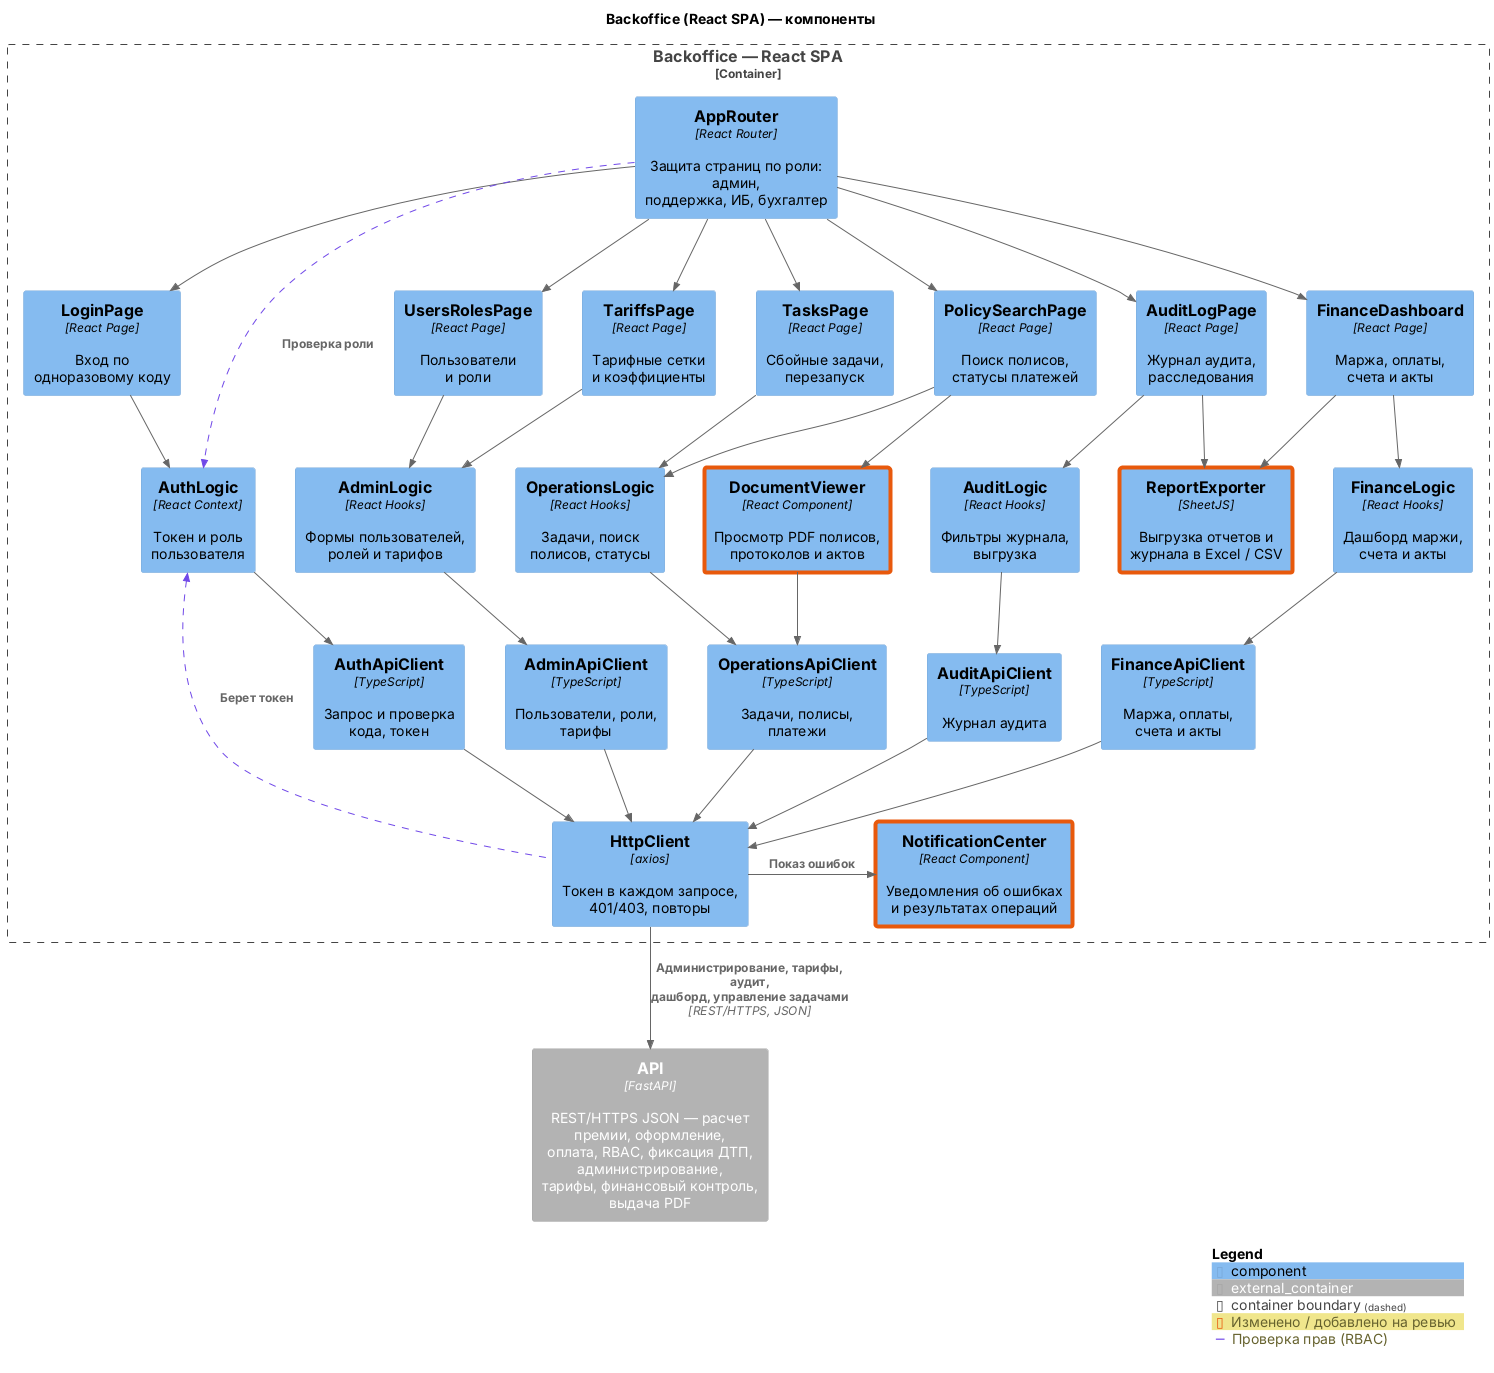 Backoffice (React SPA) — компоненты
Backoffice — React SPA
[Container]
AppRouter
[React Router]
Защита страниц по роли:
админ,
поддержка, ИБ, бухгалтер
LoginPage
[React Page]
Вход по
одноразовому коду
Проверка роли
UsersRolesPage
[React Page]
Пользователи
и роли
TariffsPage
[React Page]
Тарифные сетки
и коэффициенты
TasksPage
[React Page]
Сбойные задачи,
перезапуск
PolicySearchPage
[React Page]
Поиск полисов,
статусы платежей
AuditLogPage
[React Page]
Журнал аудита,
расследования
FinanceDashboard
[React Page]
Маржа, оплаты,
счета и акты
AuthLogic
[React Context]
Токен и роль
пользователя
AdminLogic
[React Hooks]
Формы пользователей,
ролей и тарифов
OperationsLogic
[React Hooks]
Задачи, поиск
полисов, статусы
DocumentViewer
[React Component]
Просмотр PDF полисов,
протоколов и актов
AuditLogic
[React Hooks]
Фильтры журнала,
выгрузка
ReportExporter
[SheetJS]
Выгрузка отчетов и
журнала в Excel / CSV
FinanceLogic
[React Hooks]
Дашборд маржи,
счета и акты
Берет токен
AuthApiClient
[TypeScript]
Запрос и проверка
кода, токен
AdminApiClient
[TypeScript]
Пользователи, роли,
тарифы
OperationsApiClient
[TypeScript]
Задачи, полисы,
платежи
AuditApiClient
[TypeScript]
Журнал аудита
FinanceApiClient
[TypeScript]
Маржа, оплаты,
счета и акты
HttpClient
[axios]
Токен в каждом запросе,
401/403, повторы
Показ ошибок
NotificationCenter
[React Component]
Уведомления об ошибках
и результатах операций
Администрирование, тарифы,
аудит,
дашборд, управление задачами
[REST/HTTPS, JSON]
API
[FastAPI]
REST/HTTPS JSON — расчет
премии, оформление,
оплата, RBAC, фиксация ДТП,
администрирование,
тарифы, финансовый контроль,
выдача PDF
Legend
component
external_container
container boundary (dashed)
Изменено / добавлено на ревью
Проверка прав (RBAC)